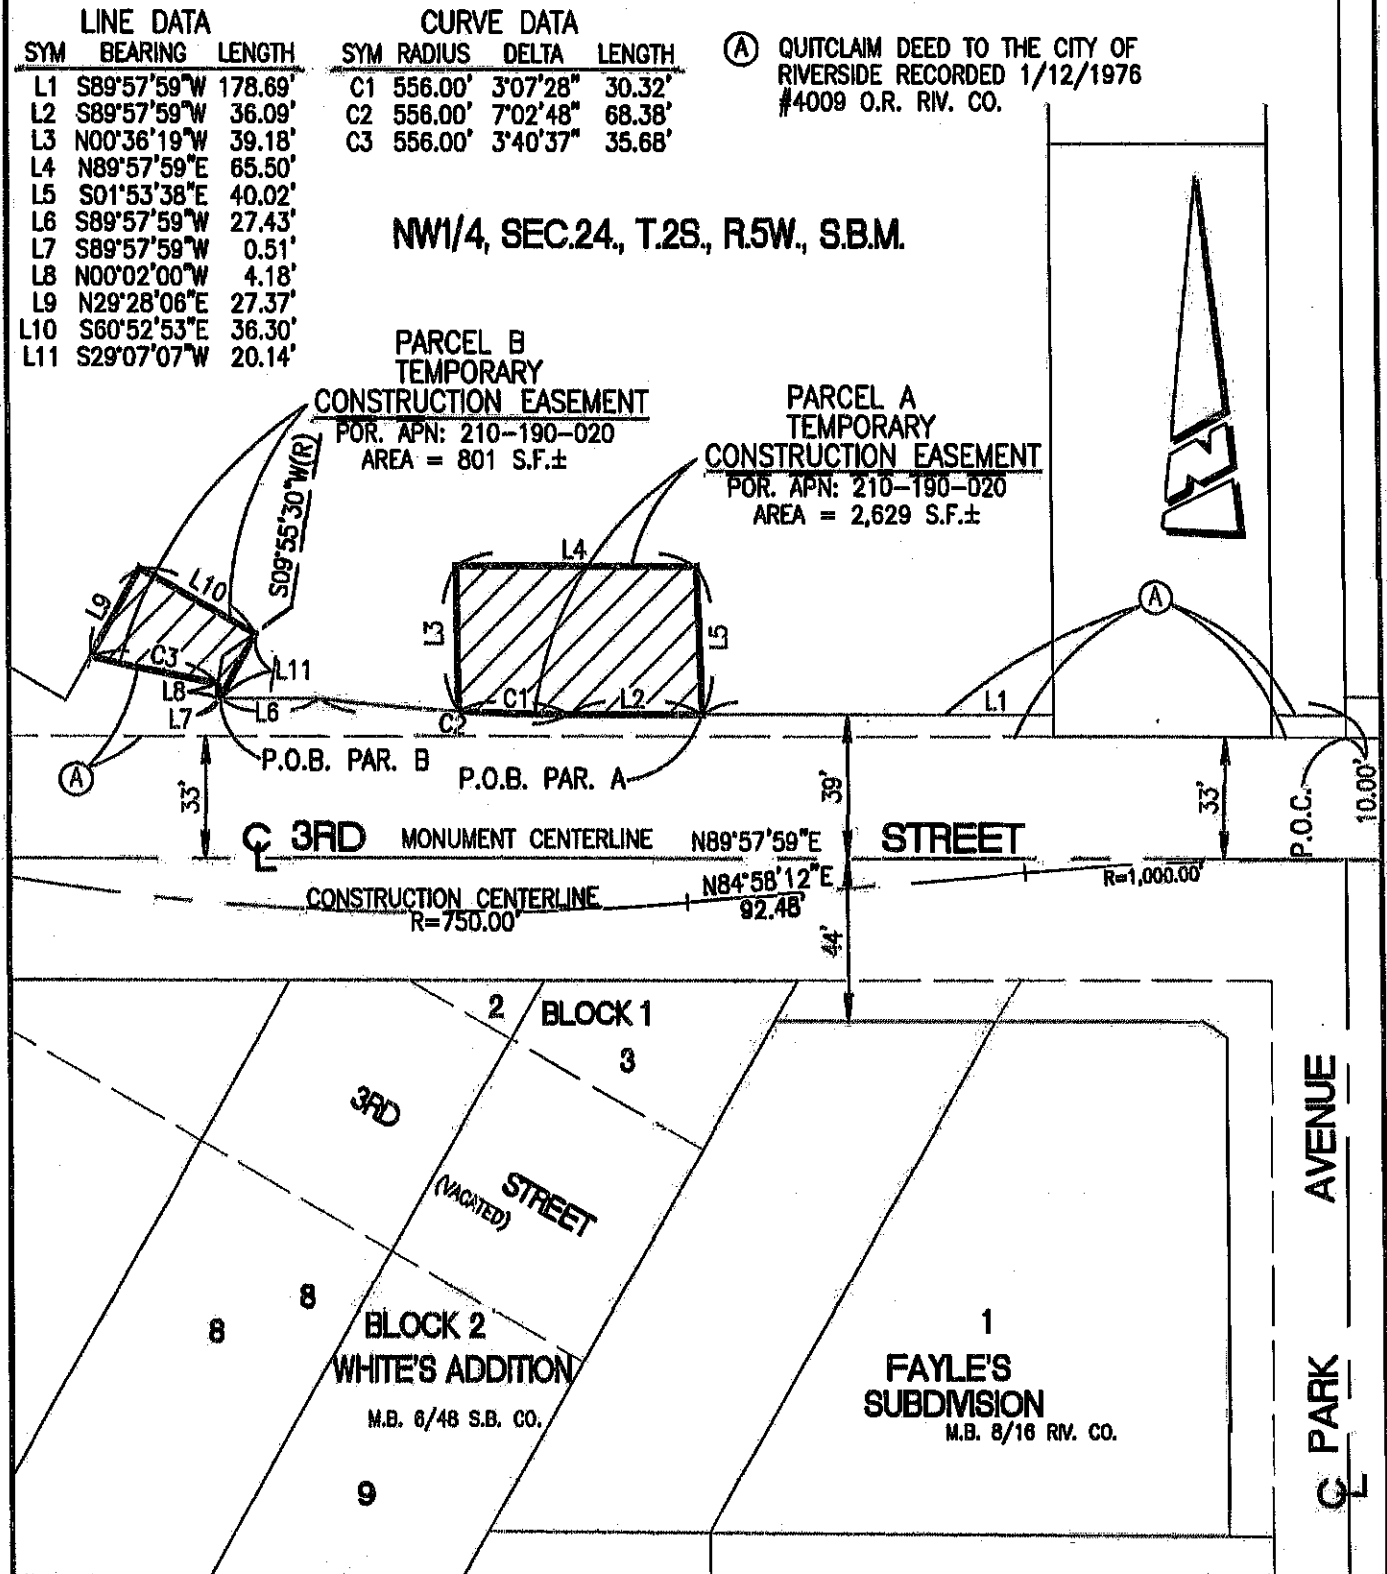 LINE DATA
SYM BEARING LENGTH
L1 S89°57'59"W 178.69'
L2 S89°57'59"W 36.09'
L3 N00°36'19"W 39.18'
L4 N89°57'59"E 65.50'
L5 S01°53'38"E 40.02'
L6 S89°57'59"W 27.43'
L7 S89°57'59"W 0.51'
L8 N00°02'00"W 4.18'
L9 N29°28'06"E 27.37'
L10 S60°52'53"E 36.30'
L11 S29°07'07"W 20.14'
CURVE DATA
SYM RADIUS DELTA LENGTH
C1 556.00' 3°07'28" 30.32'
C2 556.00' 7°02'48" 68.38'
C3 556.00' 3°40'37" 35.68'
A QUITCLAIM DEED TO THE CITY OF
RIVERSIDE RECORDED 1/12/1976
#4009 O.R. RIV. CO.
NW1/4, SEC.24., T.2S., R.5W., S.B.M.
PARCEL B
TEMPORARY
CONSTRUCTION EASEMENT
POR. APN: 210-190-020
AREA = 801 S.F.±
PARCEL A
TEMPORARY
CONSTRUCTION EASEMENT
POR. APN: 210-190-020
AREA = 2,629 S.F.±
N
S09°55'30"W(R)
L9
L10
L4
L3
L5
A
C3
L11
L8
L7
L6
C1
L2
C2
L1
A
P.O.B. PAR. B
P.O.B. PAR. A
33'
39'
33'
P.O.C.
10.00'
CL 3RD MONUMENT CENTERLINE N89°57'59"E STREET
CONSTRUCTION CENTERLINE
R=750.00'
N84°58'12"E
92.48'
R=1,000.00'
44'
2
BLOCK 1
3
3RD
STREET
(VACATED)
8
8
BLOCK 2
WHITE'S ADDITION
M.B. 6/48 S.B. CO.
9
1
FAYLE'S
SUBDIVISION
M.B. 8/16 RIV. CO.
CL PARK AVENUE